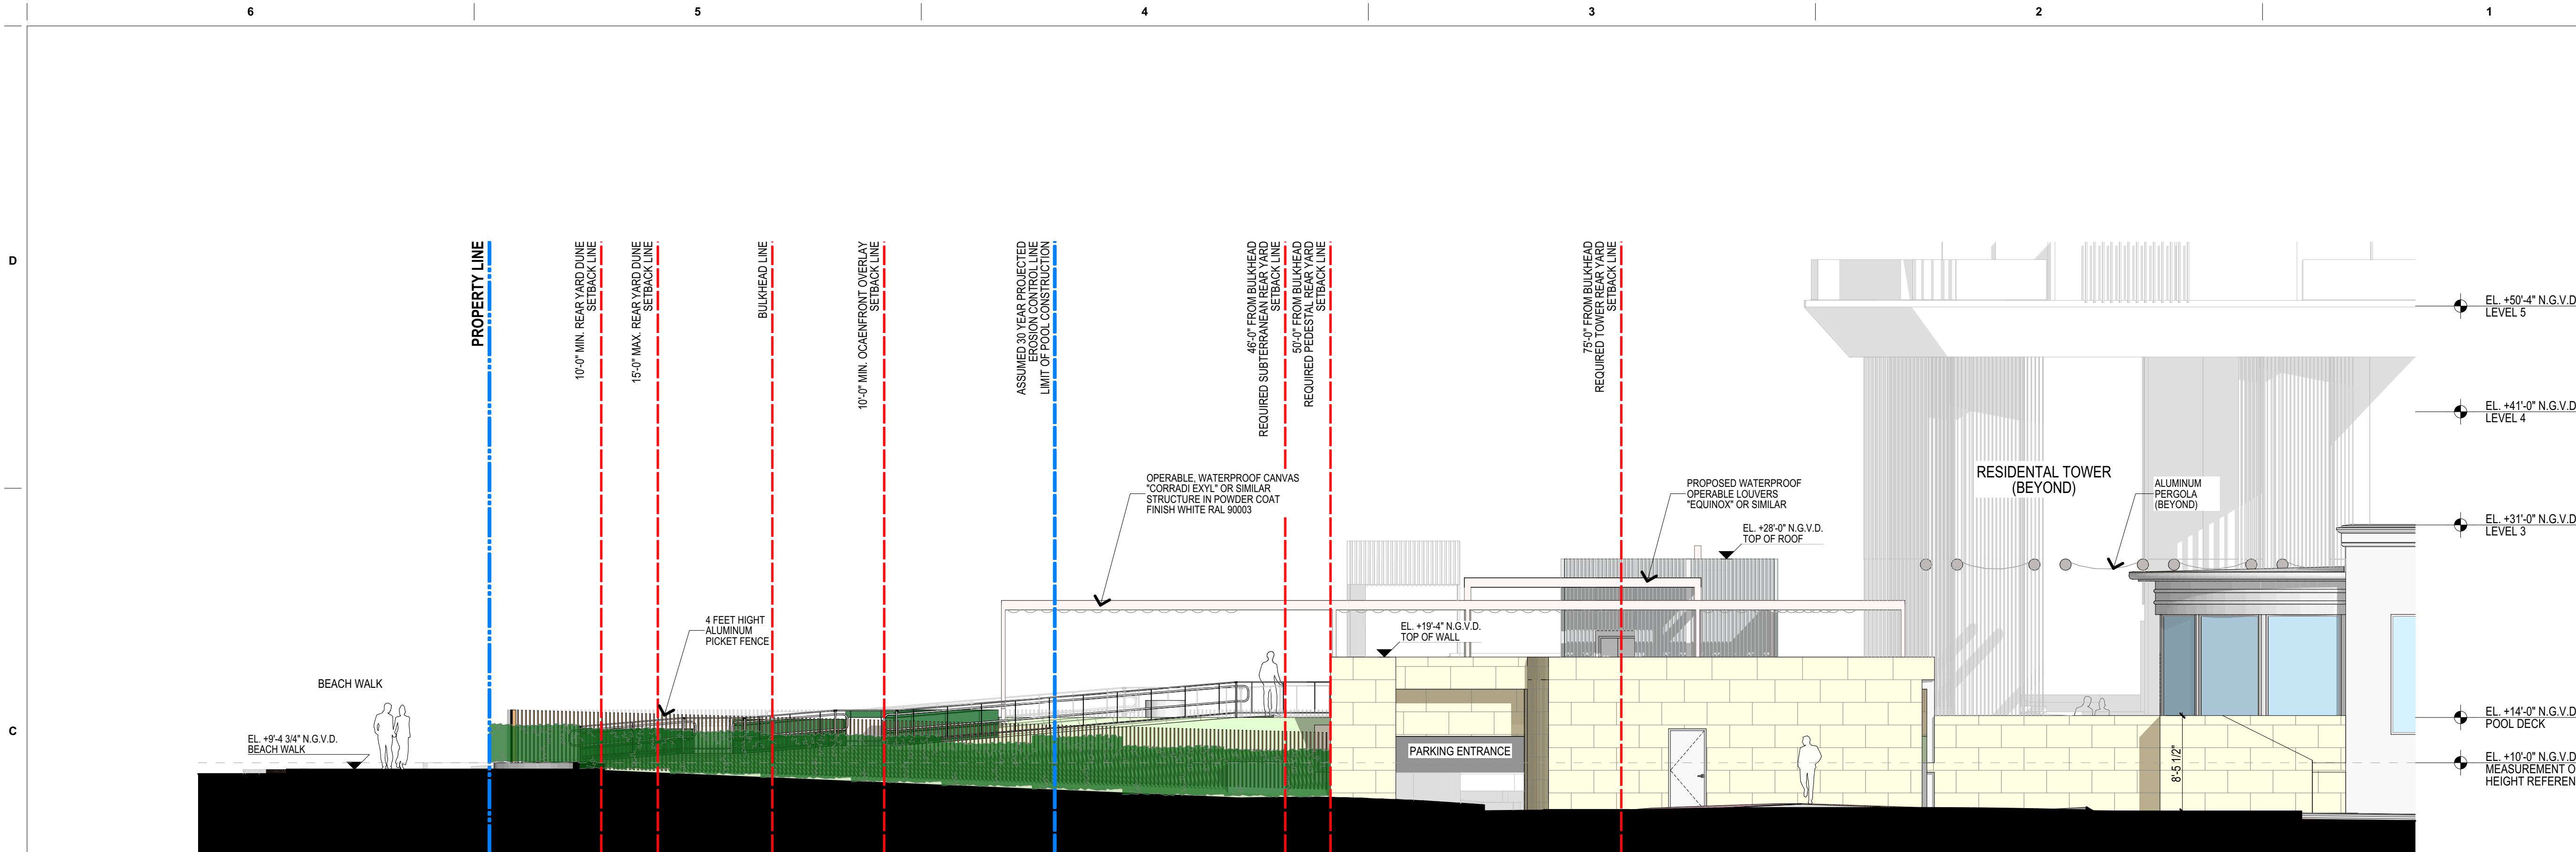 6
5
4
3
2
1
D
C
PROPERTY LINE
10'-0" MIN. REAR YARD DUNE
SETBACK LINE
15'-0" MAX. REAR YARD DUNE
SETBACK LINE
BULKHEAD LINE
10'-0" MIN. OCAENFRONT OVERLAY
SETBACK LINE
ASSUMED 30 YEAR PROJECTED
EROSION CONTROL LINE
LIMIT OF POOL CONSTRUCTION
46'-0" FROM BULKHEAD
REQUIRED SUBTERRANEAN REAR YARD
SETBACK LINE
50'-0" FROM BULKHEAD
REQUIRED PEDESTAL REAR YARD
SETBACK LINE
75'-0" FROM BULKHEAD
REQUIRED TOWER REAR YARD
SETBACK LINE
EL. +50'-4" N.G.V.D
LEVEL 5
EL. +41'-0" N.G.V.D
LEVEL 4
OPERABLE, WATERPROOF CANVAS
"CORRADI EXYL" OR SIMILAR
STRUCTURE IN POWDER COAT
FINISH WHITE RAL 90003
PROPOSED WATERPROOF
OPERABLE LOUVERS
"EQUINOX" OR SIMILAR
RESIDENTAL TOWER
(BEYOND)
ALUMINUM
PERGOLA
(BEYOND)
EL. +28'-0" N.G.V.D.
TOP OF ROOF
EL. +31'-0" N.G.V.D
LEVEL 3
4 FEET HIGHT
ALUMINUM
PICKET FENCE
EL. +19'-4" N.G.V.D.
TOP OF WALL
BEACH WALK
EL. +9'-4 3/4" N.G.V.D.
BEACH WALK
PARKING ENTRANCE
8'-5 1/2"
EL. +14'-0" N.G.V.D
POOL DECK
EL. +10'-0" N.G.V.D
MEASUREMENT O
HEIGHT REFEREN